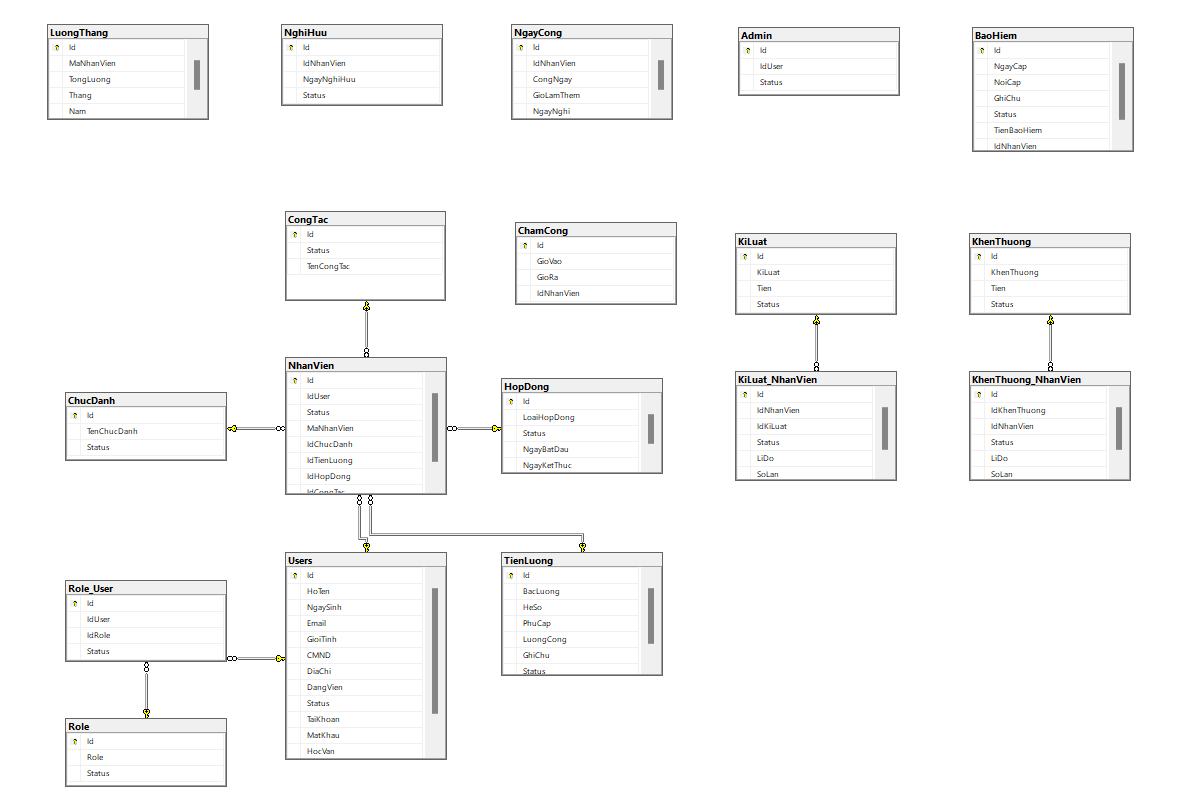 LuongThang
Id
MaNhanVien
TongLuong
Thang
Nam
NghiHuu
Id
IdNhanVien
NgayNghiHuu
Status
NgayCong
Id
IdNhanVien
CongNgay
GioLamThem
NgayNghi
Admin
Id
IdUser
Status
BaoHiem
Id
NgayCap
NoiCap
GhiChu
Status
TienBaoHiem
IdNhanVien
CongTac
Id
Status
TenCongTac
ChamCong
Id
GioVao
GioRa
IdNhanVien
KiLuat
Id
KiLuat
Tien
Status
KhenThuong
Id
KhenThuong
Tien
Status
ChucDanh
Id
TenChucDanh
Status
NhanVien
Id
IdUser
Status
MaNhanVien
IdChucDanh
IdTienLuong
IdHopDong
IdCongTac
HopDong
Id
LoaiHopDong
Status
NgayBatDau
NgayKetThuc
KiLuat_NhanVien
Id
IdNhanVien
IdKiLuat
Status
LiDo
SoLan
KhenThuong_NhanVien
Id
IdKhenThuong
IdNhanVien
Status
LiDo
SoLan
Role_User
Id
IdUser
IdRole
Status
Users
Id
HoTen
NgaySinh
Email
GioiTinh
CMND
DiaChi
DangVien
Status
TaiKhoan
MatKhau
HocVan
TienLuong
Id
BacLuong
HeSo
PhuCap
LuongCong
GhiChu
Status
Role
Id
Role
Status